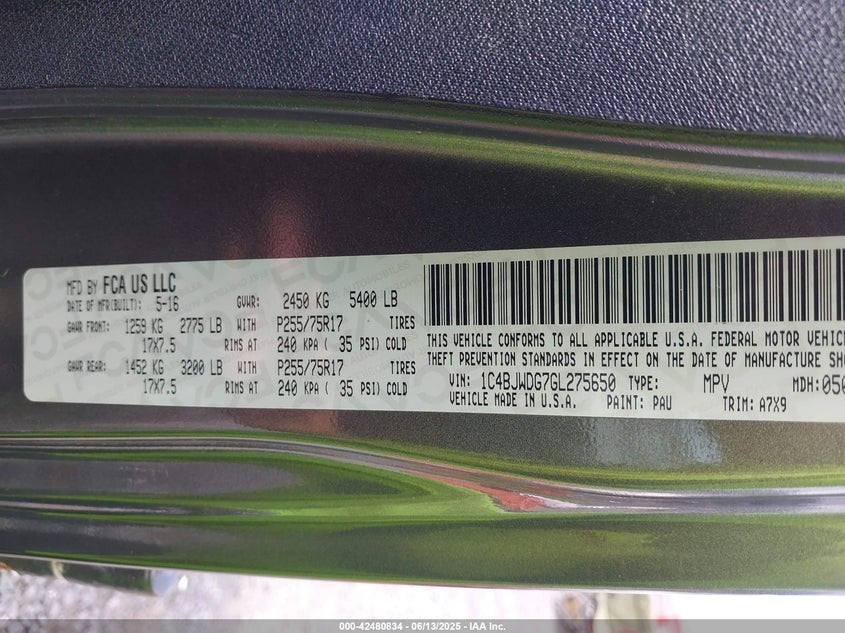 MFD BY FCA US LLC
DATE OF MFR(BUILT): 5-16 GVWR: 2450 KG 5400 LB
GAWR FRONT: 1259 KG 2775 LB WITH P255/75R17 TIRES
17X7.5 RIMS AT 240 KPA ( 35 PSI) COLD
GAWR REAR: 1452 KG 3200 LB WITH P255/75R17 TIRES
17X7.5 RIMS AT 240 KPA ( 35 PSI) COLD
THIS VEHICLE CONFORMS TO ALL APPLICABLE U.S.A. FEDERAL MOTOR VEHIC
THEFT PREVENTION STANDARDS IN EFFECT ON THE DATE OF MANUFACTURE SHO
VIN: 1C4BJWDG7GL275650 TYPE: MPV MDH:050
VEHICLE MADE IN U.S.A. PAINT: PAU TRIM: A7X9
000-42480834 - 06/13/2025 - IAA Inc.